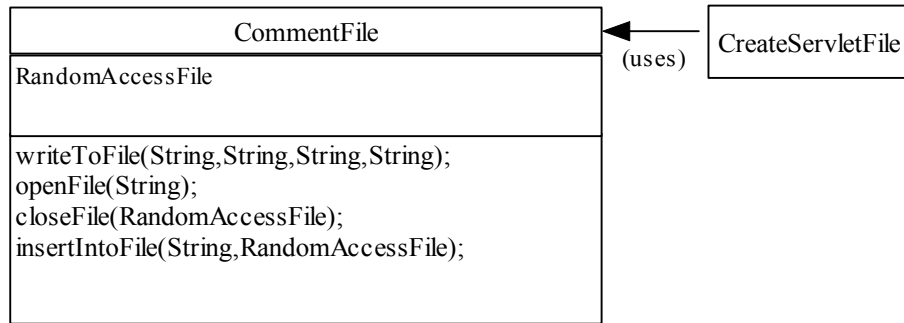 CommentFile
CreateServletFile
(uses)
RandomAccessFile
writeToFile(String,String,String,String);
openFile(String);
closeFile(RandomAccessFile);
insertIntoFile(String,RandomAccessFile);